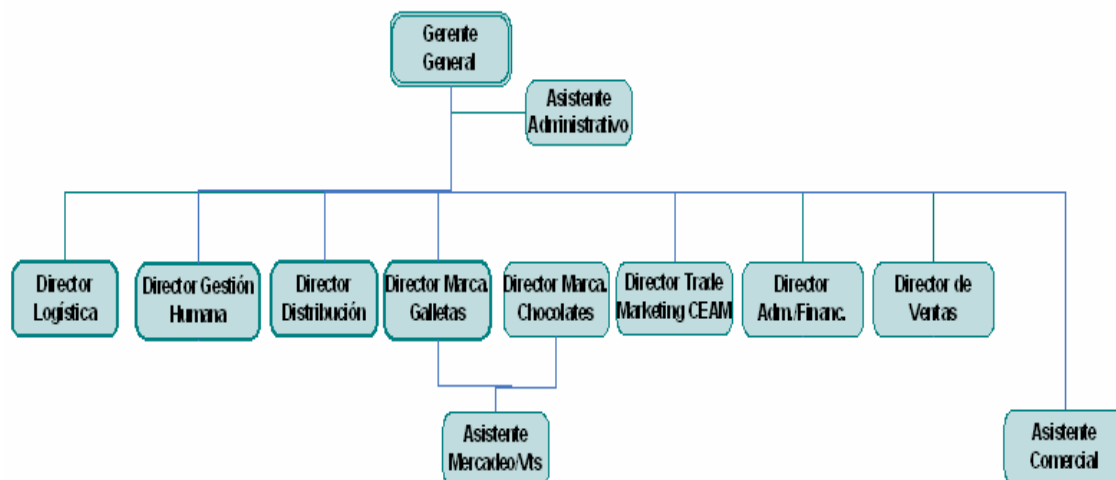 Gerente
General
Asistente
Administrativo
Director
Logística
Director Gestión
Humana
Director
Distribución
Director Marca.
Galletas
Director Marca.
Chocolates
Director Trade
Marketing CEAM
Director
Adm./Financ.
Director de
Ventas
Asistente
Mercadeo/Vts
Asistente
Comercial